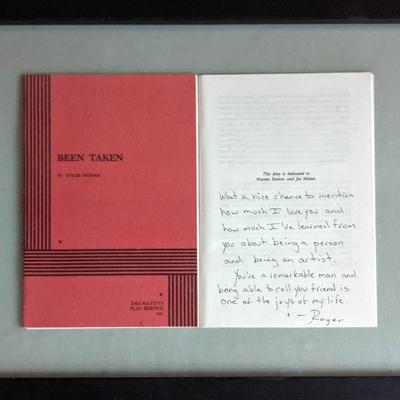 BEEN TAKEN
BY ROGER HEDDEN
DRAMATISTS
PLAY SERVICE
INC.
This play is dedicated to
Warren Burton and Joe Maher.
What a nice chance to mention
how much I love you and
how much I've learned from
you about being a person
and being an artist.
You're a remarkable man and
being able to call you friend is
one of the joys of my life.
— Roger